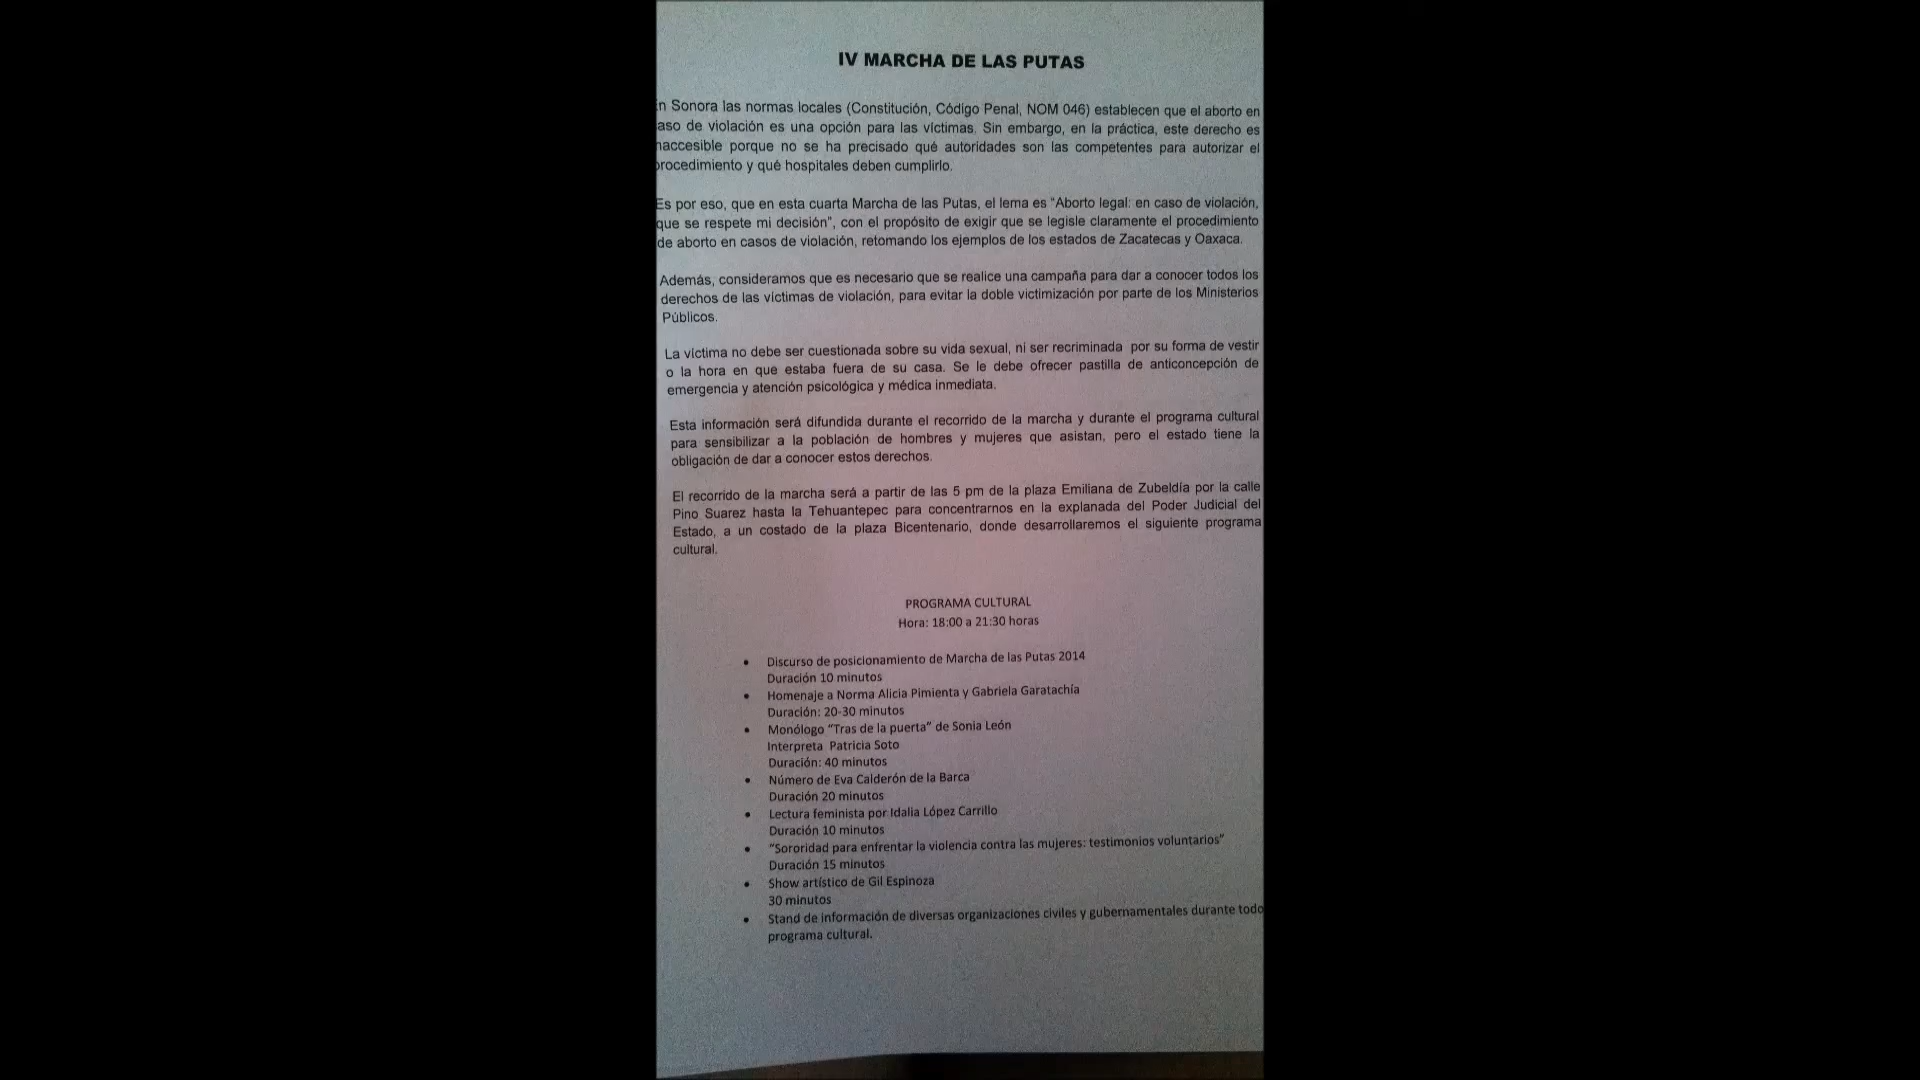 IV MARCHA DE LAS PUTAS
n Sonora las normas locales (Constitución, Código Penal, NOM 046) establecen que el aborto en
aso de violación es una opción para las víctimas. Sin embargo, en la práctica, este derecho es
naccesible porque no se ha precisado qué autoridades son las competentes para autorizar el
procedimiento y qué hospitales deben cumplirlo.
Es por eso, que en esta cuarta Marcha de las Putas, el lema es "Aborto legal: en caso de violación,
que se respete mi decisión", con el propósito de exigir que se legisle claramente el procedimiento
de aborto en casos de violación, retomando los ejemplos de los estados de Zacatecas y Oaxaca.
Además, consideramos que es necesario que se realice una campaña para dar a conocer todos los
derechos de las víctimas de violación, para evitar la doble victimización por parte de los Ministerios
Públicos.
La víctima no debe ser cuestionada sobre su vida sexual, ni ser recriminada por su forma de vestir
o la hora en que estaba fuera de su casa. Se le debe ofrecer pastilla de anticoncepción de
emergencia y atención psicológica y médica inmediata.
Esta información será difundida durante el recorrido de la marcha y durante el programa cultural
para sensibilizar a la población de hombres y mujeres que asistan, pero el estado tiene la
obligación de dar a conocer estos derechos.
El recorrido de la marcha será a partir de las 5 pm de la plaza Emiliana de Zubeldía por la calle
Pino Suarez hasta la Tehuantepec para concentrarnos en la explanada del Poder Judicial del
Estado, a un costado de la plaza Bicentenario, donde desarrollaremos el siguiente programa
cultural.
PROGRAMA CULTURAL
Hora: 18:00 a 21:30 horas
• Discurso de posicionamiento de Marcha de las Putas 2014
Duración 10 minutos
• Homenaje a Norma Alicia Pimienta y Gabriela Garatachía
Duración: 20-30 minutos
• Monólogo "Tras de la puerta" de Sonia León
Interpreta Patricia Soto
Duración: 40 minutos
• Número de Eva Calderón de la Barca
Duración 20 minutos
• Lectura feminista por Idalia López Carrillo
Duración 10 minutos
• "Sororidad para enfrentar la violencia contra las mujeres: testimonios voluntarios"
Duración 15 minutos
• Show artístico de Gil Espinoza
30 minutos
• Stand de información de diversas organizaciones civiles y gubernamentales durante todo
programa cultural.